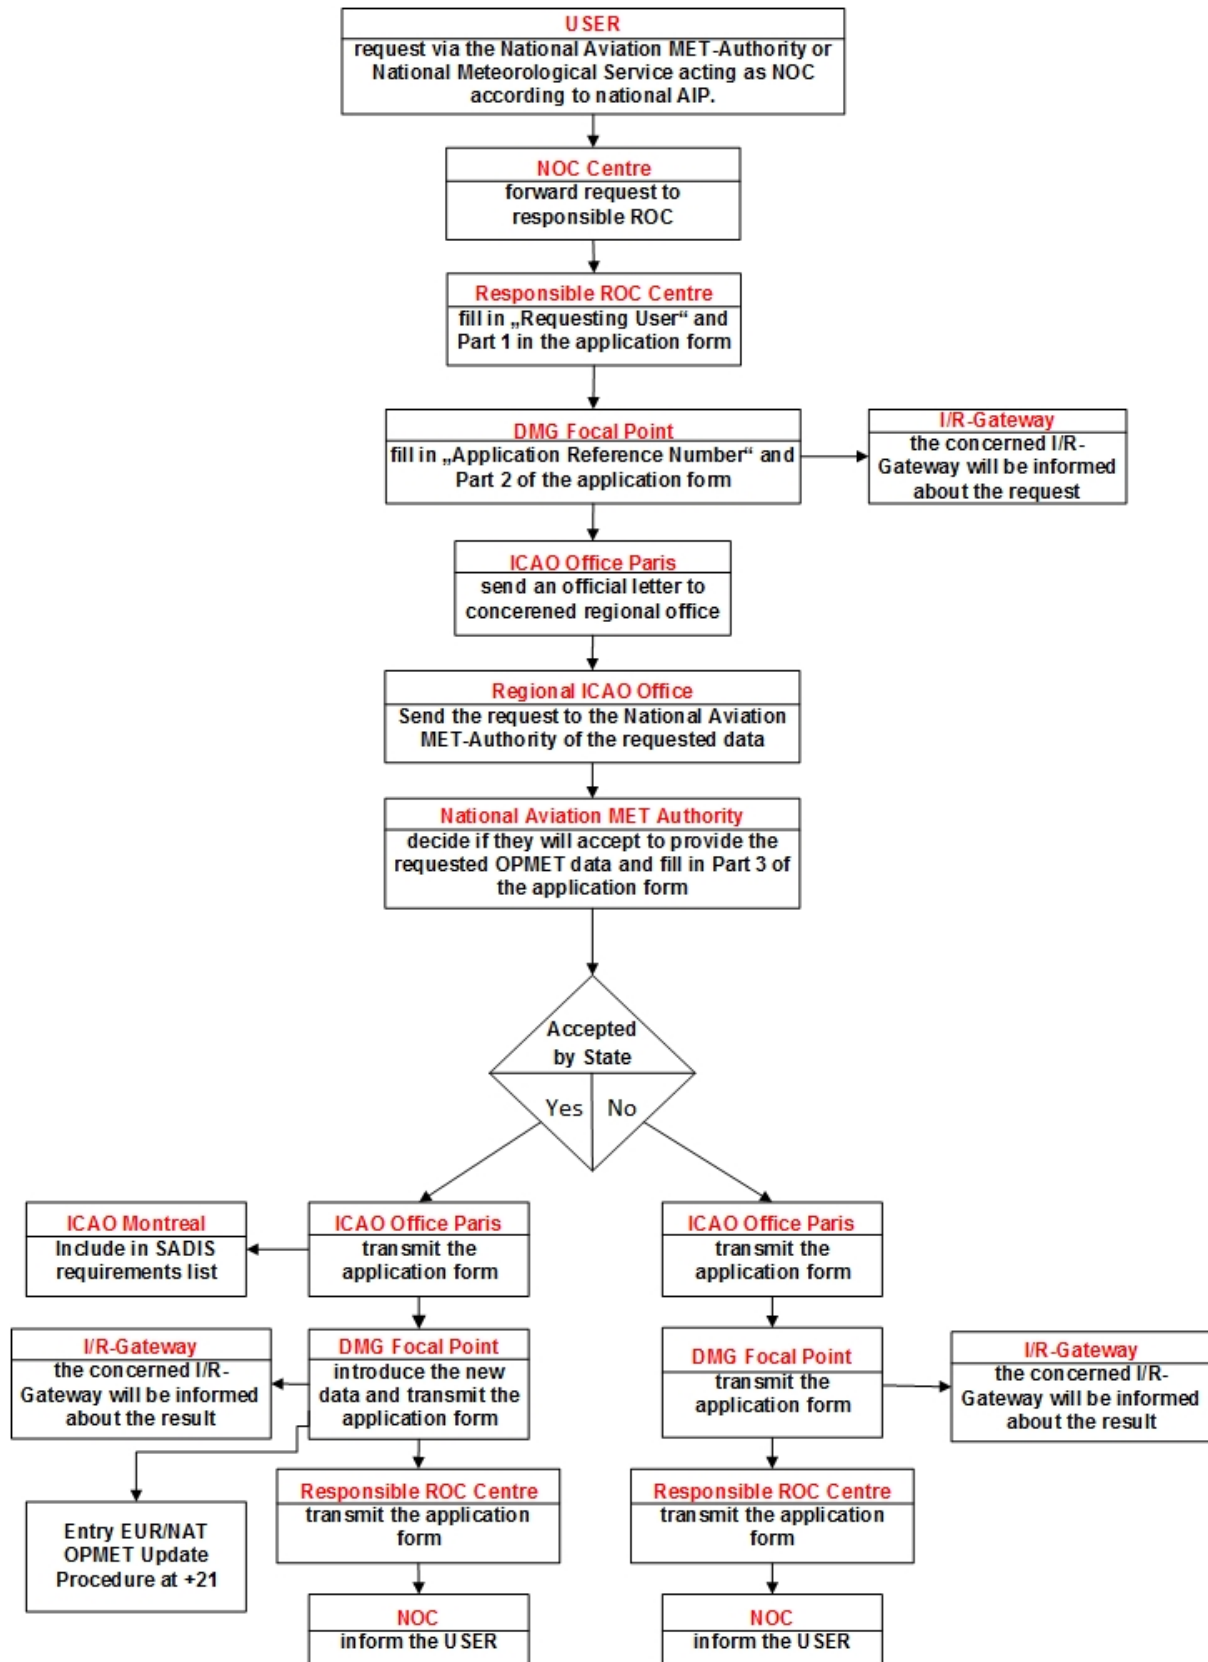 USER
request via the National Aviation MET-Authority or
National Meteorological Service acting as NOC
according to national AIP.
NOC Centre
forward request to
responsible ROC
Responsible ROC Centre
fill in „Requesting User“ and
Part 1 in the application form
DMG Focal Point
fill in „Application Reference Number“ and
Part 2 of the application form
I/R-Gateway
the concerned I/R-
Gateway will be informed
about the request
ICAO Office Paris
send an official letter to
concerened regional office
Regional ICAO Office
Send the request to the National Aviation
MET-Authority of the requested data
National Aviation MET Authority
decide if they will accept to provide the
requested OPMET data and fill in Part 3 of
the application form
Accepted
by State
Yes
No
ICAO Montreal
Include in SADIS
requirements list
ICAO Office Paris
transmit the
application form
ICAO Office Paris
transmit the
application form
I/R-Gateway
the concerned I/R-
Gateway will be informed
about the result
DMG Focal Point
introduce the new
data and transmit the
application form
DMG Focal Point
transmit the
application form
I/R-Gateway
the concerned I/R-
Gateway will be informed
about the result
Entry EUR/NAT
OPMET Update
Procedure at +21
Responsible ROC Centre
transmit the application
form
Responsible ROC Centre
transmit the application
form
NOC
inform the USER
NOC
inform the USER